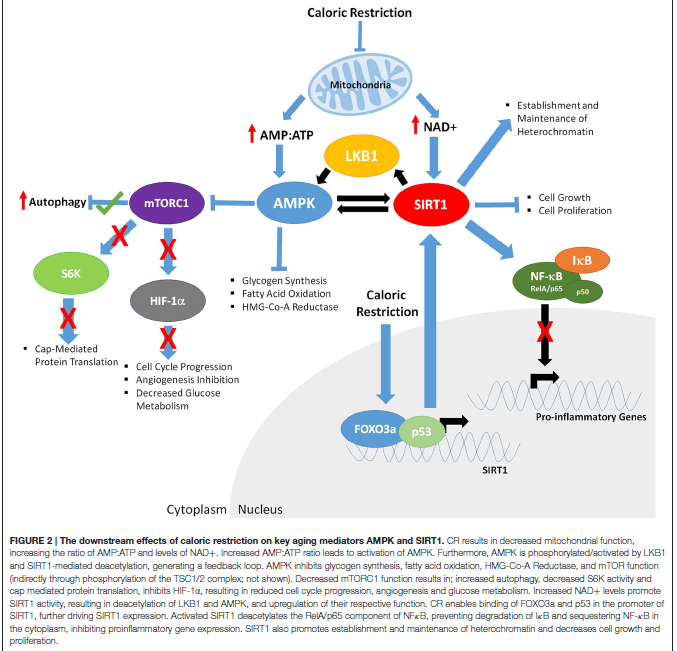 Caloric Restriction
Mitochondria
AMP:ATP
NAD+
▪ Establishment and
Maintenance of
Heterochromatin
LKB1
Autophagy
mTORC1
AMPK
SIRT1
▪ Cell Growth
▪ Cell Proliferation
S6K
HIF-1α
▪ Glycogen Synthesis
▪ Fatty Acid Oxidation
▪ HMG-Co-A Reductase
Caloric
Restriction
IκB
NF-κB
RelA/p65
p50
▪ Cap-Mediated
Protein Translation
▪ Cell Cycle Progression
▪ Angiogenesis Inhibition
▪ Decreased Glucose
Metabolism
Pro-inflammatory Genes
FOXO3a
p53
SIRT1
Cytoplasm
Nucleus
FIGURE 2 | The downstream effects of caloric restriction on key aging mediators AMPK and SIRT1. CR results in decreased mitochondrial function,
increasing the ratio of AMP:ATP and levels of NAD+. Increased AMP:ATP ratio leads to activation of AMPK. Furthermore, AMPK is phosphorylated/activated by LKB1
and SIRT1-mediated deacetylation, generating a feedback loop. AMPK inhibits glycogen synthesis, fatty acid oxidation, HMG-Co-A Reductase, and mTOR function
(indirectly through phosphorylation of the TSC1/2 complex; not shown). Decreased mTORC1 function results in; increased autophagy, decreased S6K activity and
cap mediated protein translation, inhibits HIF-1α, resulting in reduced cell cycle progression, angiogenesis and glucose metabolism. Increased NAD+ levels promote
SIRT1 activity, resulting in deacetylation of LKB1 and AMPK, and upregulation of their respective function. CR enables binding of FOXO3a and p53 in the promoter of
SIRT1, further driving SIRT1 expression. Activated SIRT1 deacetylates the RelA/p65 component of NFκB, preventing degradation of IκB and sequestering NF-κB in
the cytoplasm, inhibiting proinflammatory gene expression. SIRT1 also promotes establishment and maintenance of heterochromatin and decreases cell growth and
proliferation.